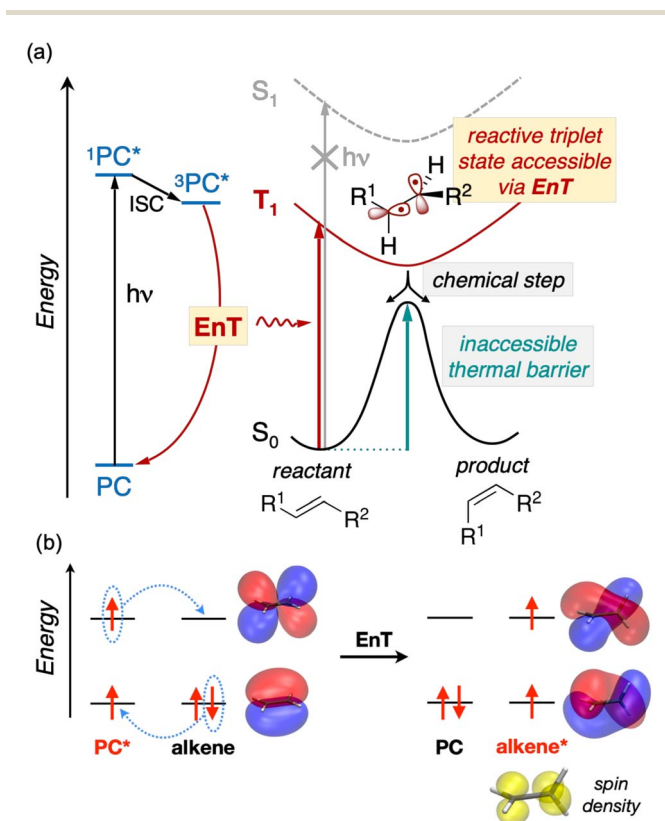 (a)
Energy
¹PC*
ISC
³PC*
hν
EnT
PC
S₁
hν
reactive triplet
state accessible
via EnT
T₁
R¹
H
H
R²
chemical step
inaccessible
thermal barrier
S₀
reactant
product
R¹
R²
R²
R¹
(b)
Energy
PC*
alkene
EnT
PC
alkene*
spin
density